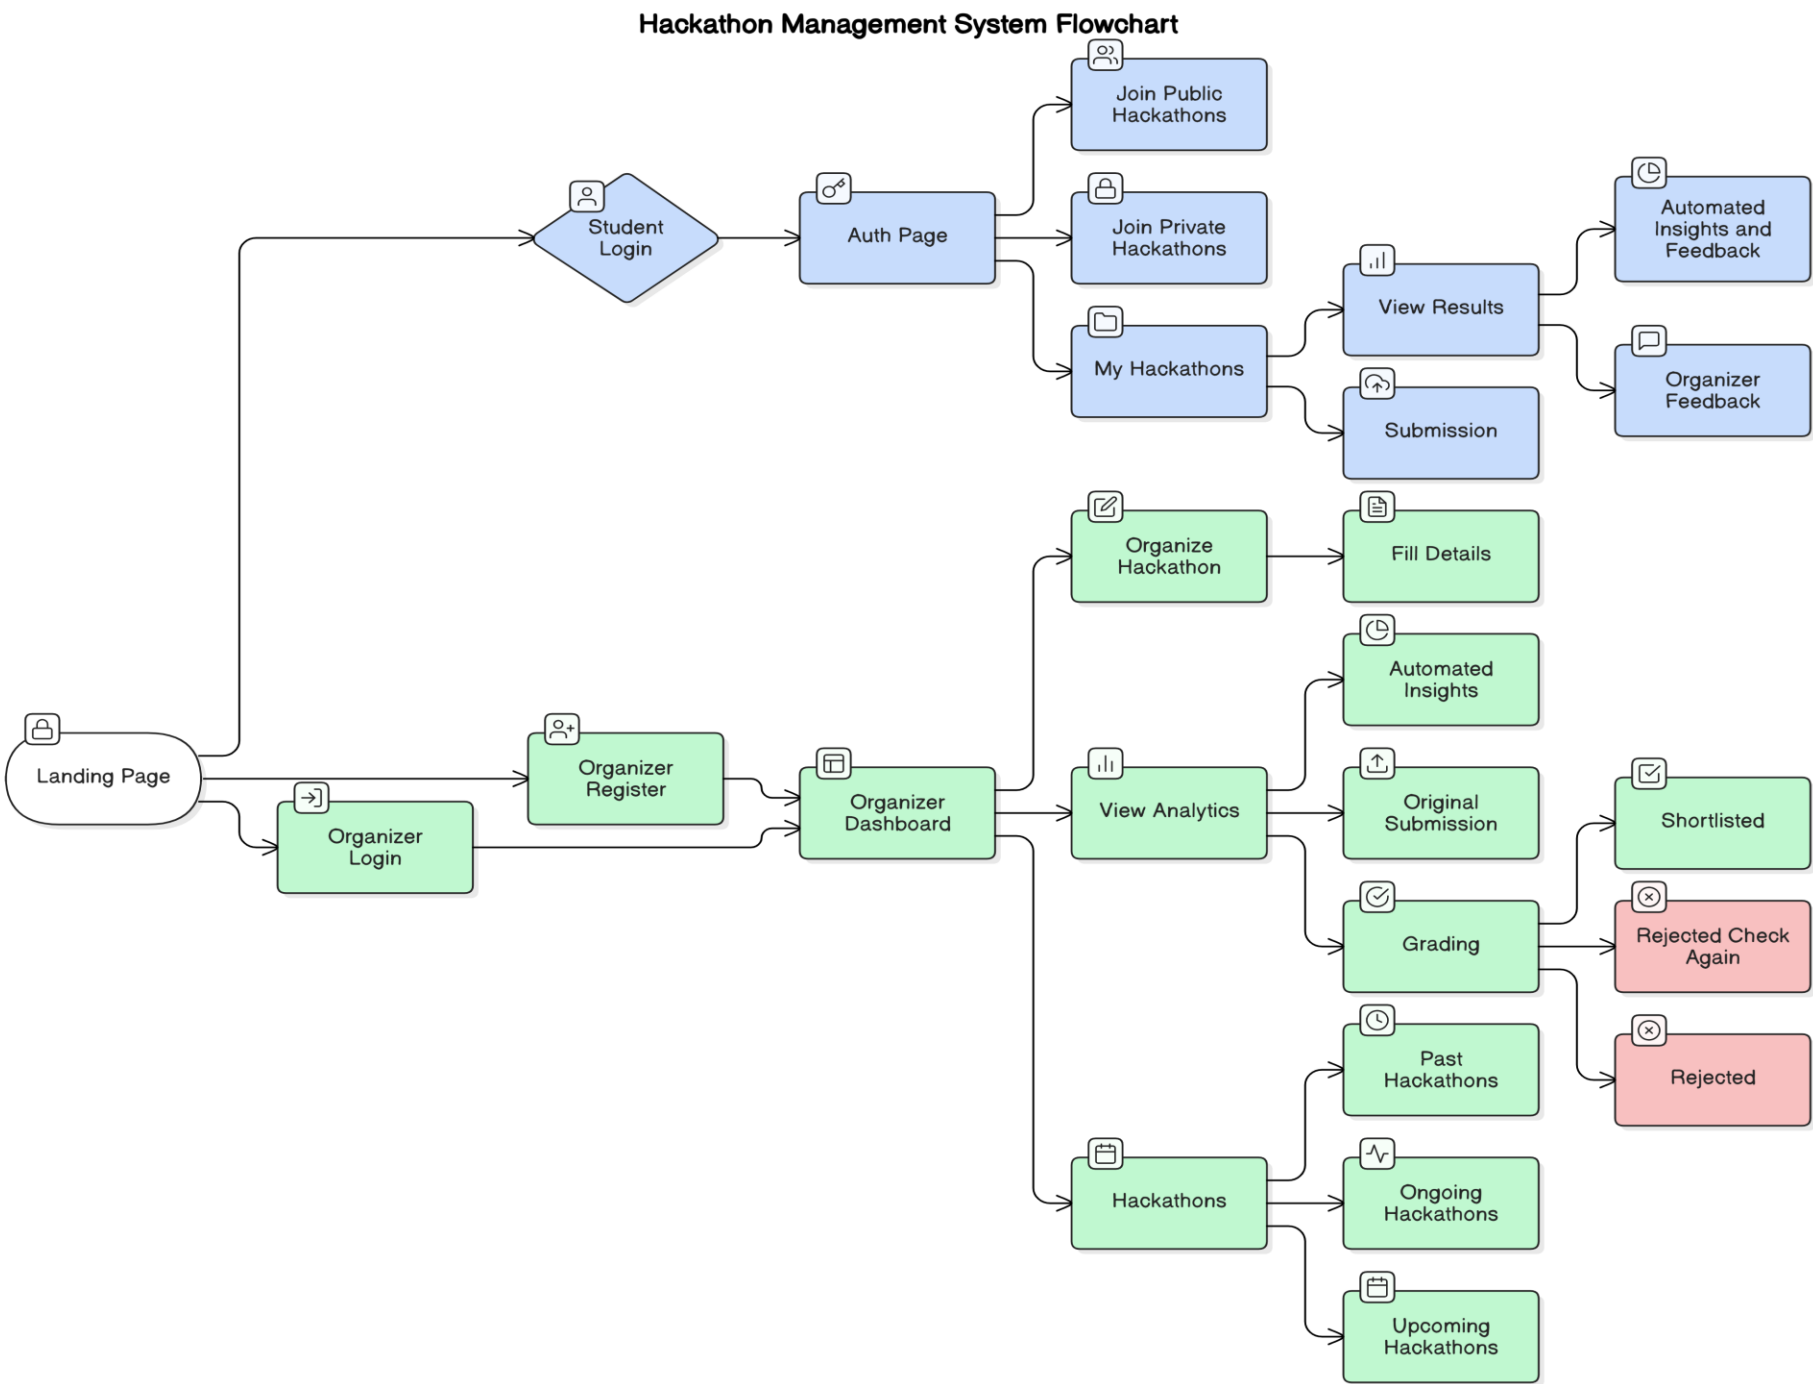 Hackathon Management System Flowchart
Join Public
Hackathons
Student
Login
Auth Page
Join Private
Hackathons
Automated
Insights and
Feedback
View Results
My Hackathons
Organizer
Feedback
Submission
Organize
Hackathon
Fill Details
Automated
Insights
Landing Page
Organizer
Register
Organizer
Login
Organizer
Dashboard
View Analytics
Original
Submission
Shortlisted
Grading
Rejected Check
Again
Rejected
Past
Hackathons
Hackathons
Ongoing
Hackathons
Upcoming
Hackathons